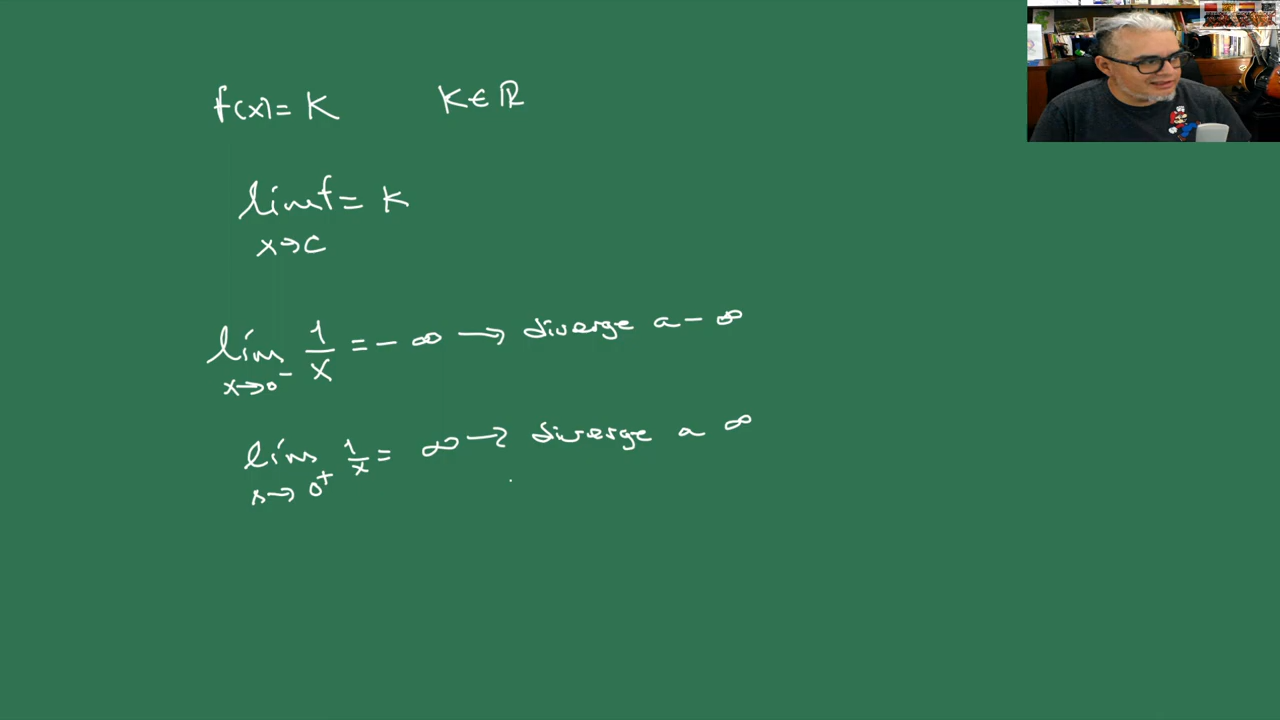 f(x) = K K ∈ ℝ
lim f = K
x→c
lim 1/x = - ∞ → diverge a - ∞
x→0⁻
lim 1/x = ∞ → diverge a ∞
x→0⁺